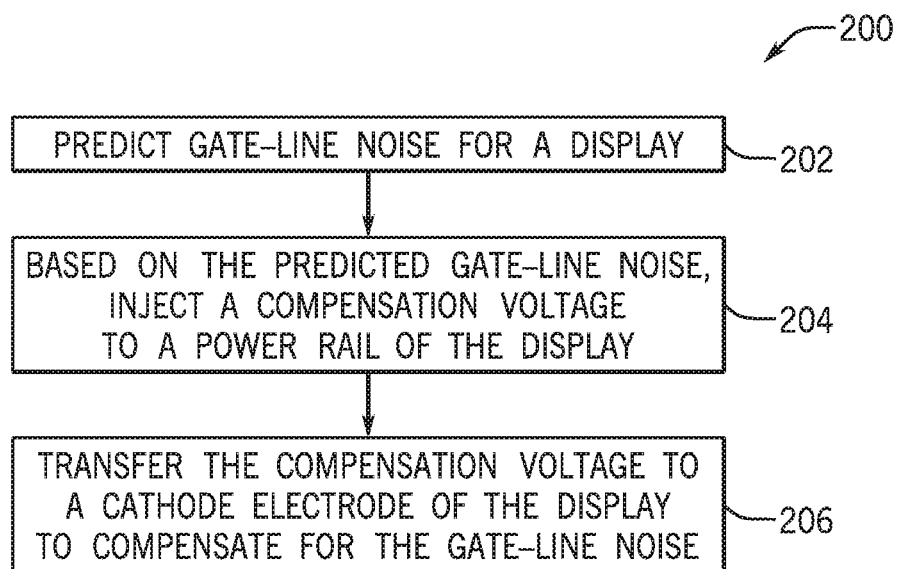 200
PREDICT GATE–LINE NOISE FOR A DISPLAY
202
BASED ON THE PREDICTED GATE–LINE NOISE,
INJECT A COMPENSATION VOLTAGE
TO A POWER RAIL OF THE DISPLAY
204
TRANSFER THE COMPENSATION VOLTAGE TO
A CATHODE ELECTRODE OF THE DISPLAY
TO COMPENSATE FOR THE GATE–LINE NOISE
206